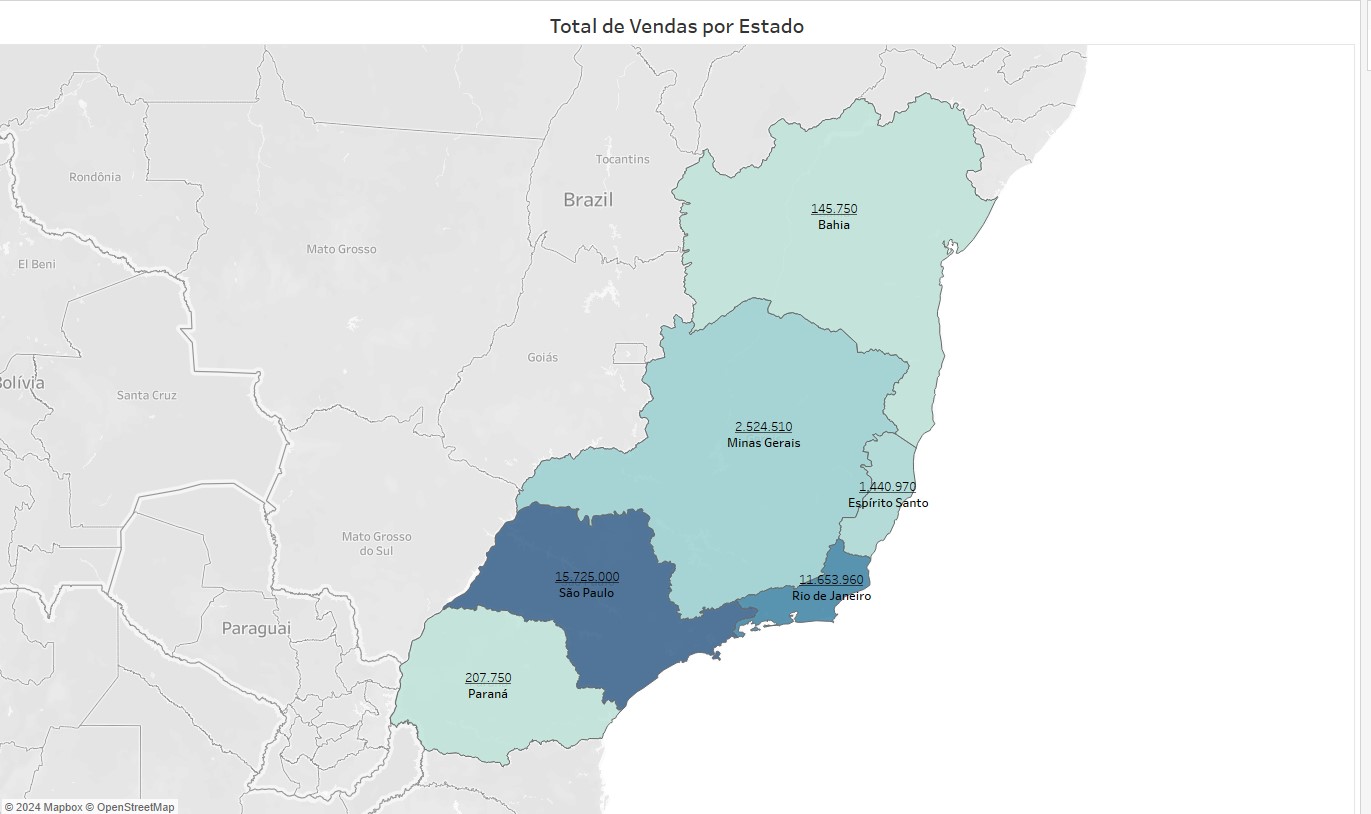 Total de Vendas por Estado
Tocantins
Rondônia
Brazil
145.750
Bahia
Mato Grosso
El Beni
Goiás
olívia
Santa Cruz
2.524.510
Minas Gerais
1.440.970
Espírito Santo
Mato Grosso
do Sul
15.725.000
São Paulo
11.653.960
Rio de Janeiro
Paraguai
207.750
Paraná
© 2024 Mapbox © OpenStreetMap